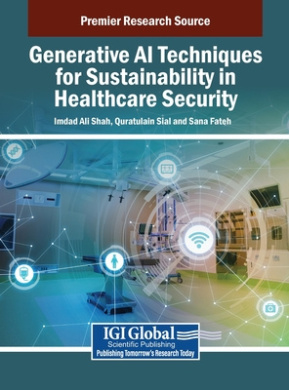 Premier Research Source
Generative AI Techniques
for Sustainability in
Healthcare Security
Imdad Ali Shah, Quratulain Sial and Sana Fateh
IGI Global
Scientific Publishing
Publishing Tomorrow's Research Today